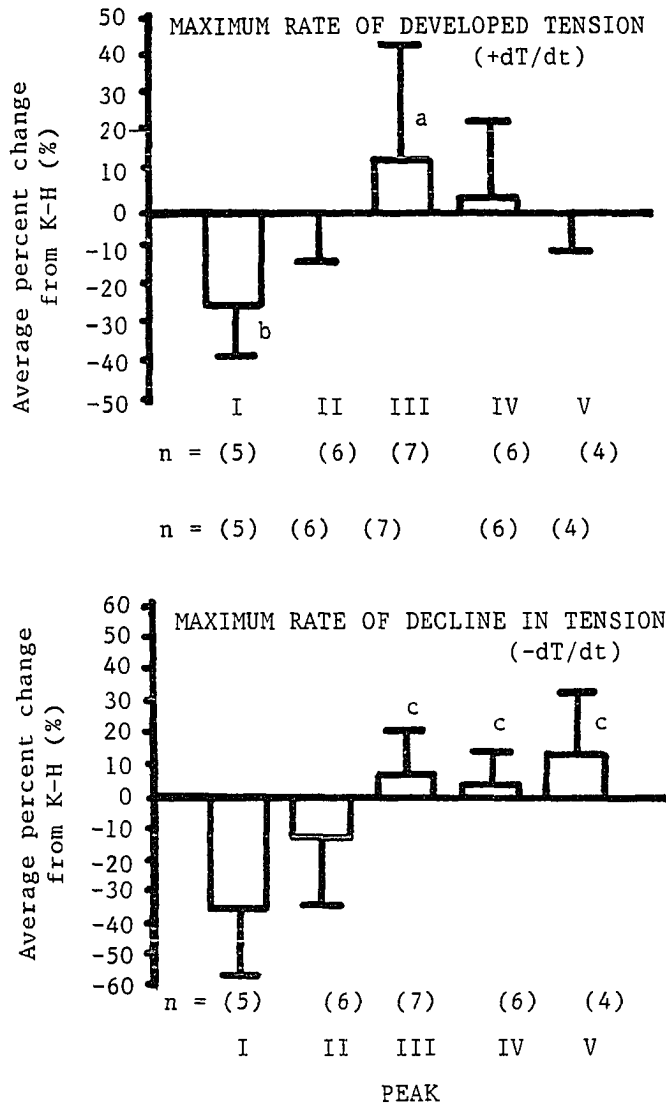 MAXIMUM RATE OF DEVELOPED TENSION
(+dT/dt)
Average percent change
from K-H (%)
50
40
30
20
10
0
-10
-20
-30
-40
-50
a
b
I II III IV V
n = (5) (6) (7) (6) (4)
n = (5) (6) (7) (6) (4)
MAXIMUM RATE OF DECLINE IN TENSION
(-dT/dt)
Average percent change
from K-H (%)
60
50
40
30
20
10
0
-10
-20
-30
-40
-50
-60
c c c
n = (5) (6) (7) (6) (4)
I II III IV V
PEAK